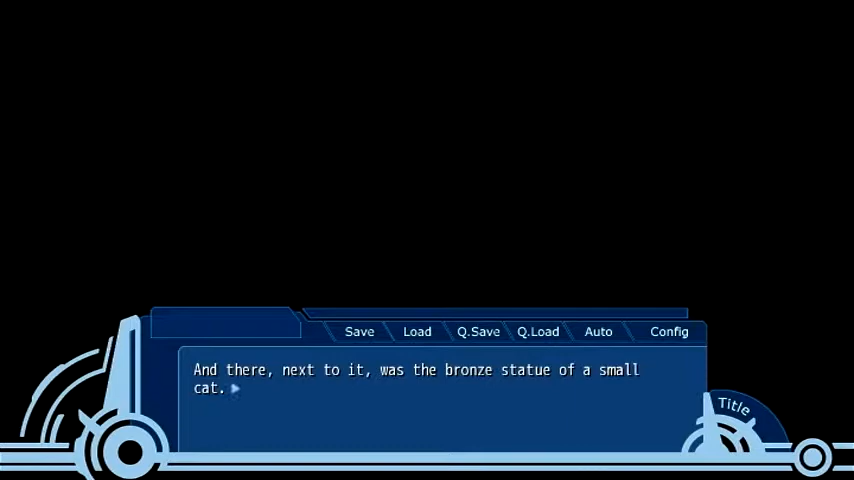 Save Load Q.Save Q.Load Auto Config
And there, next to it, was the bronze statue of a small
cat.
Title